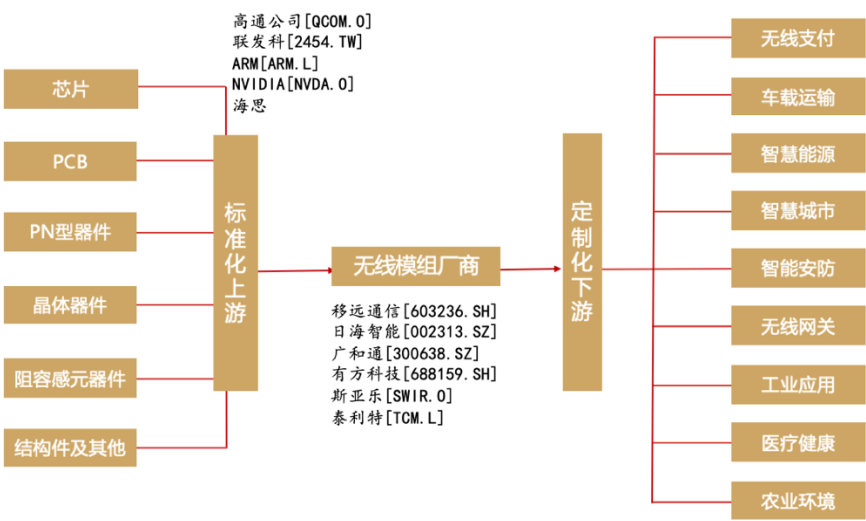 高通公司[QCOM.O]
联发科[2454.TW]
ARM[ARM.L]
NVIDIA[NVDA.O]
海思
芯片
PCB
PN型器件
晶体器件
阻容感元器件
结构件及其他
标准化上游
无线模组厂商
移远通信[603236.SH]
日海智能[002313.SZ]
广和通[300638.SZ]
有方科技[688159.SH]
斯亚乐[SWIR.O]
泰利特[TCM.L]
定制化下游
无线支付
车载运输
智慧能源
智慧城市
智能安防
无线网关
工业应用
医疗健康
农业环境